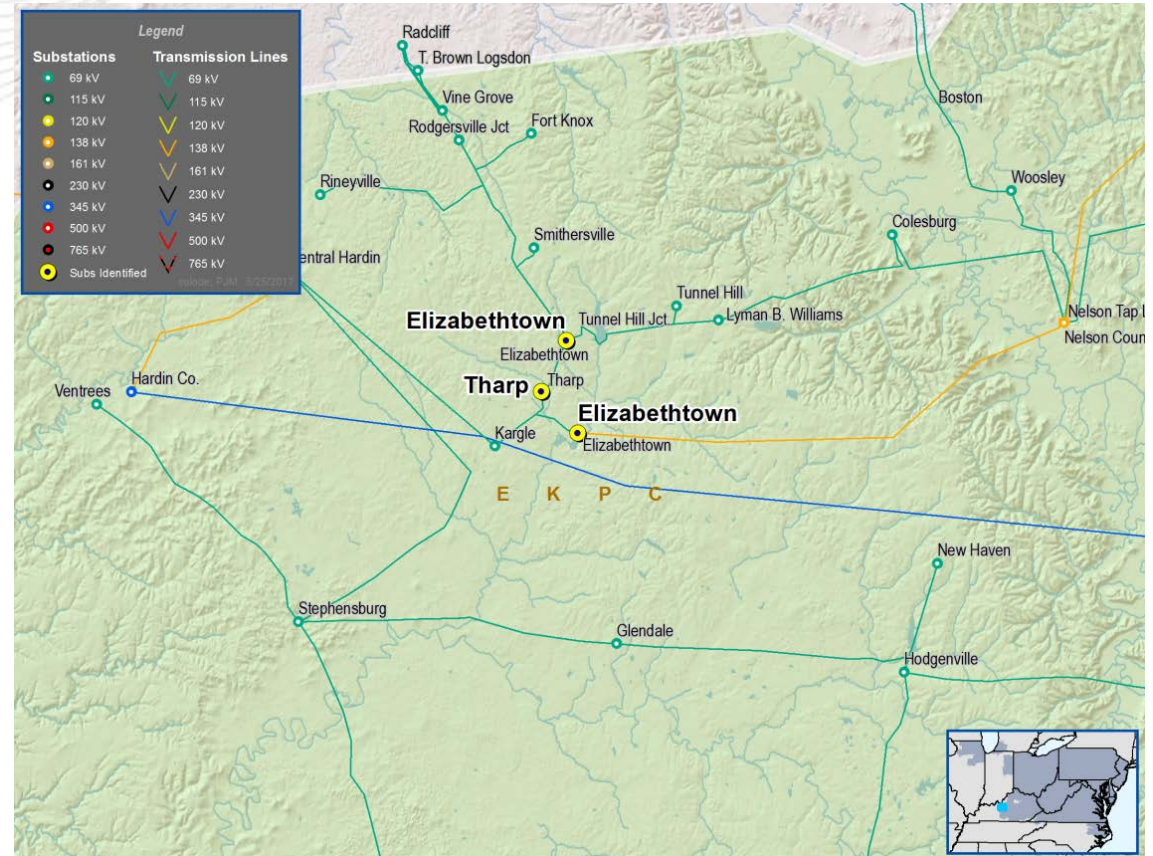 Legend
Substations
Transmission Lines
69 kV
69 kV
115 kV
115 kV
120 kV
120 kV
138 kV
138 kV
161 kV
161 kV
230 kV
230 kV
345 kV
345 kV
500 kV
500 kV
765 kV
765 kV
Subs Identified
Radcliff
T. Brown Logsdon
Vine Grove
Rodgersville Jct
Fort Knox
Boston
Rineyville
Woosley
Colesburg
Smithersville
entral Hardin
Tunnel Hill
Elizabethtown
Tunnel Hill Jct
Lyman B. Williams
Nelson Tap L
Nelson Coun
Elizabethtown
Hardin Co.
Ventrees
Tharp
Tharp
Elizabethtown
Kargle
Elizabethtown
E K P C
New Haven
Stephensburg
Glendale
Hodgenville